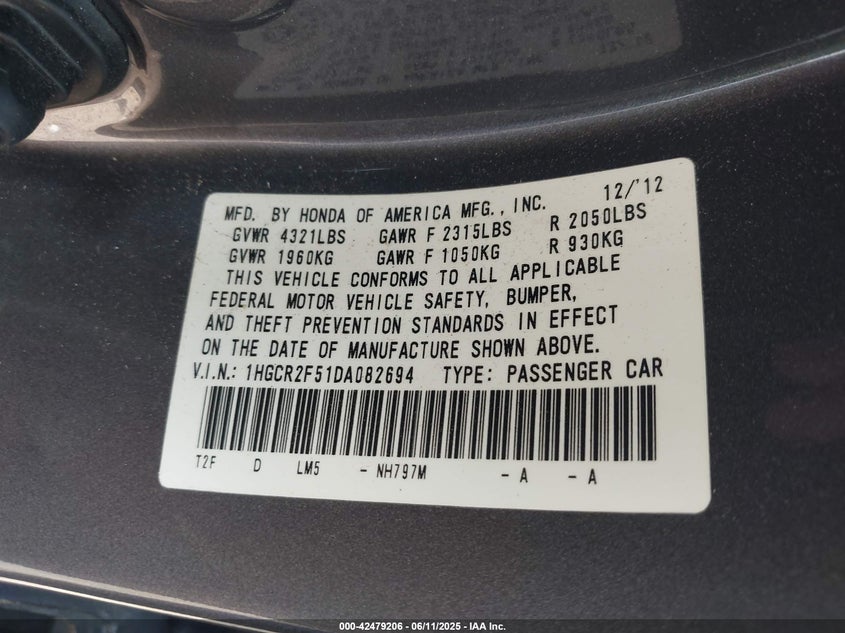 MFD. BY HONDA OF AMERICA MFG., INC. 12/'12
GVWR 4321LBS GAWR F 2315LBS R 2050LBS
GVWR 1960KG GAWR F 1050KG R 930KG
THIS VEHICLE CONFORMS TO ALL APPLICABLE
FEDERAL MOTOR VEHICLE SAFETY, BUMPER,
AND THEFT PREVENTION STANDARDS IN EFFECT
ON THE DATE OF MANUFACTURE SHOWN ABOVE.
V.I.N.: 1HGCR2F51DA082694 TYPE: PASSENGER CAR
T2F D LM5 - NH797M - A - A
000-42479206 - 06/11/2025 - IAA Inc.